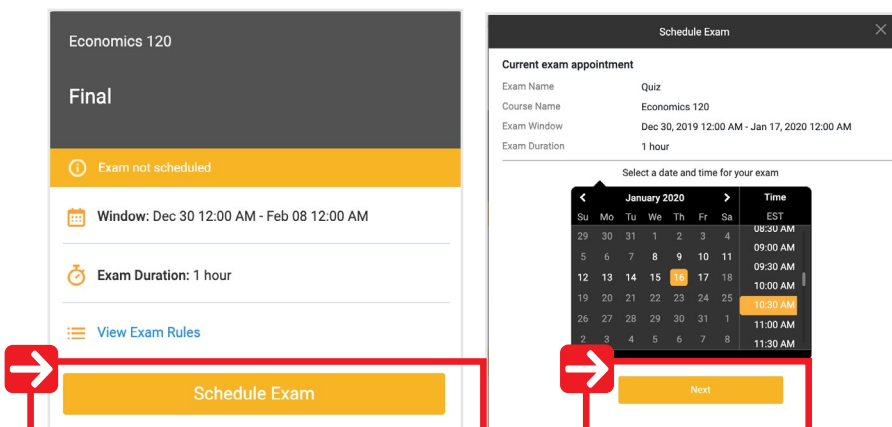 Economics 120
Final
Exam not scheduled
Window: Dec 30 12:00 AM - Feb 08 12:00 AM
Exam Duration: 1 hour
View Exam Rules
Schedule Exam
Schedule Exam
Current exam appointment
Exam Name Quiz
Course Name Economics 120
Exam Window Dec 30, 2019 12:00 AM - Jan 17, 2020 12:00 AM
Exam Duration 1 hour
Select a date and time for your exam
January 2020 Time
Su Mo Tu We Th Fr Sa EST
08:30 AM
29 30 31 1 2 3 4
09:00 AM
5 6 7 8 9 10 11
09:30 AM
12 13 14 15 16 17 18
10:00 AM
19 20 21 22 23 24 25
10:30 AM
26 27 28 29 30 31 1
11:00 AM
2 3 4 5 6 7 8
11:30 AM
Next